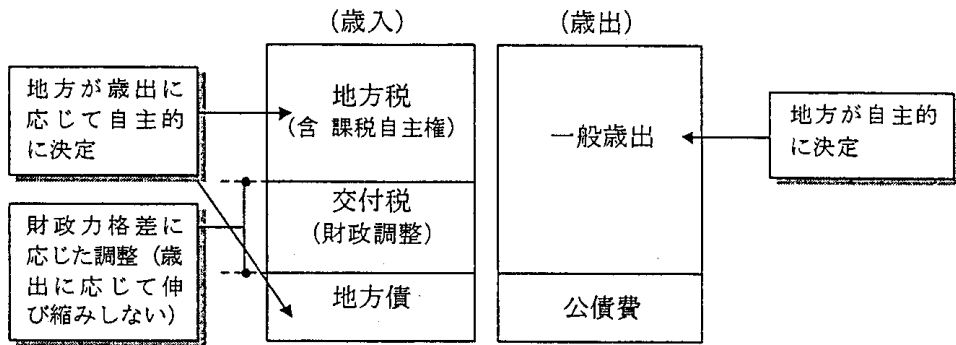 (歳入)
(歳出)
地方が歳出に
応じて自主的
に決定
地方税
(含 課税自主権)
一般歳出
地方が自主的
に決定
財政力格差に
応じた調整(歳
出に応じて伸
び縮みしない)
交付税
(財政調整)
地方債
公債費